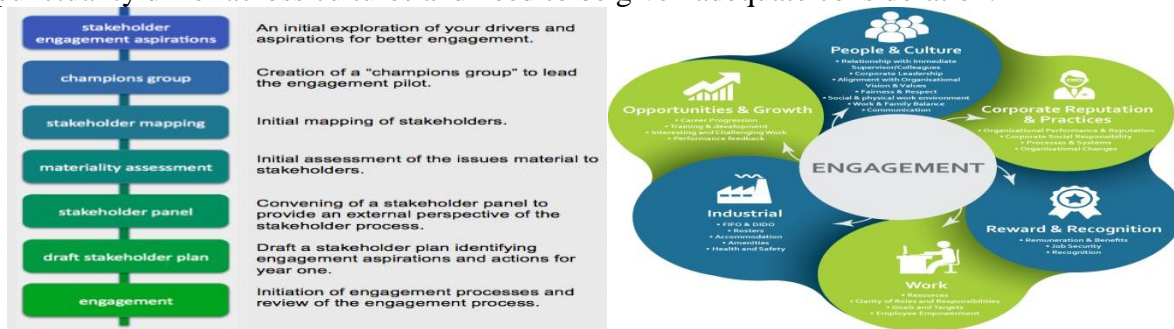 stakeholder
engagement aspirations
An initial exploration of your drivers and
aspirations for better engagement.
champions group
Creation of a "champions group" to lead
the engagement pilot.
stakeholder mapping
Initial mapping of stakeholders.
materiality assessment
Initial assessment of the issues material to
stakeholders.
stakeholder panel
Convening of a stakeholder panel to
provide an external perspective of the
stakeholder process.
draft stakeholder plan
Draft a stakeholder plan identifying
engagement aspirations and actions for
year one.
engagement
Initiation of engagement processes and
review of the engagement process.
People & Culture
• Relationship with Immediate
Supervisor/Colleagues
• Corporate Leadership
• Alignment with Organisational
Vision & Values
• Fairness & Respect
• Social & physical work environment
• Work & Family Balance
• Communication
Opportunities & Growth
• Career Progression
• Training & development
• Interesting and Challenging Work
• Performance feedback
Corporate Reputation
& Practices
• Organisational Performance & Reputation
• Corporate Social Responsibility
• Processes & Systems
• Organisational Changes
ENGAGEMENT
Industrial
• FIFO & DIDO
• Rosters
• Accommodation
• Amenities
• Health and Safety
Reward & Recognition
• Remuneration & Benefits
• Job Security
• Recognition
Work
• Resources
• Clarity of Roles and Responsibilities
• Goals and Targets
• Employee Empowerment